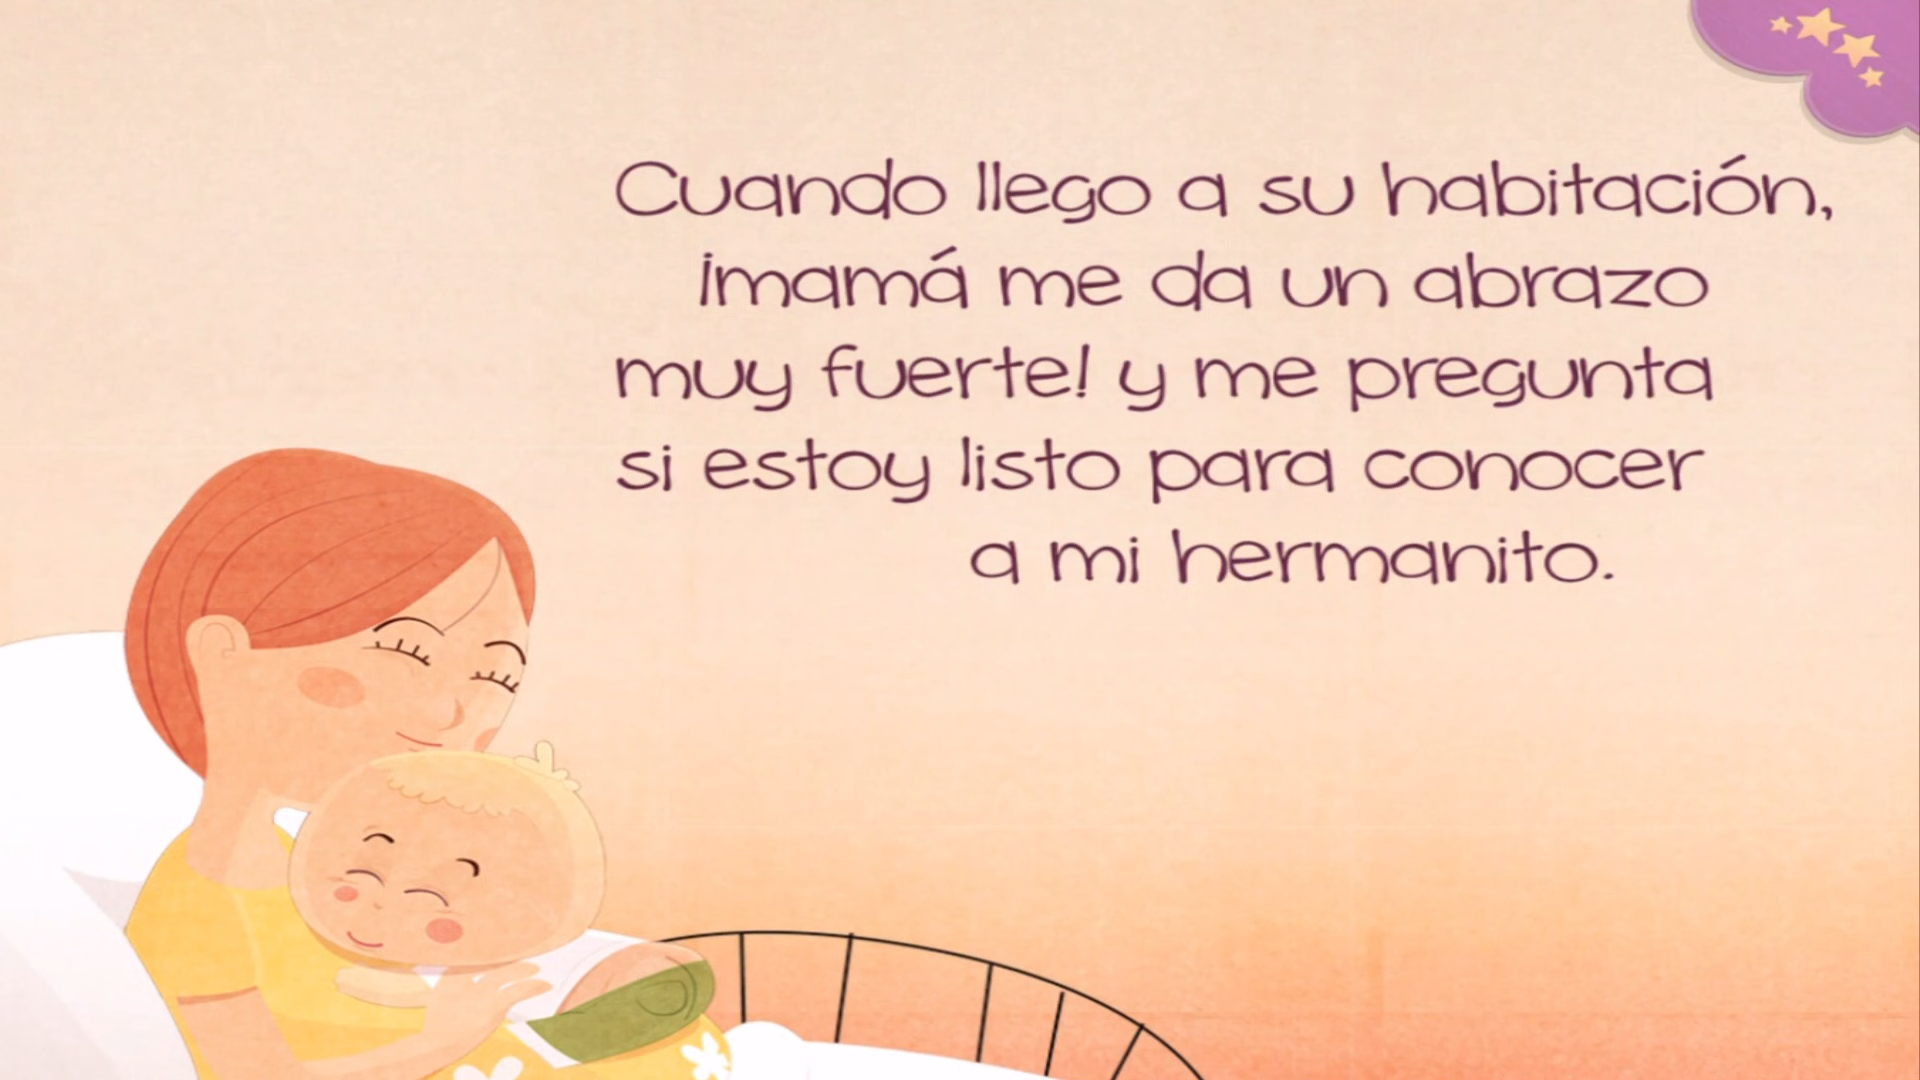 Cuando llego a su habitación,
¡mamá me da un abrazo
muy fuerte! y me pregunta
si estoy listo para conocer
a mi hermanito.